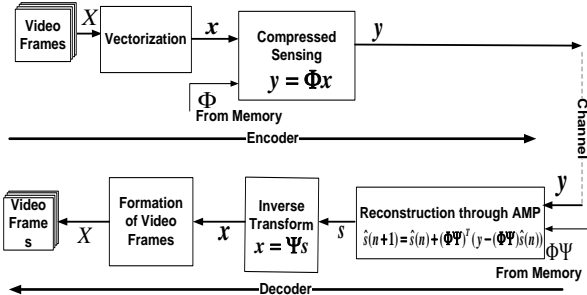 Video Frames
X
Vectorization
x
Compressed Sensing
y = Φx
y
Φ
From Memory
Encoder
Channel
y
Video Frame s
X
Formation of Video Frames
x
Inverse Transform
x = Ψs
s
Reconstruction through AMP
ŝ(n+1) = ŝ(n) + (ΦΨ)^T (y − (ΦΨ)ŝ(n))
ΦΨ
From Memory
Decoder